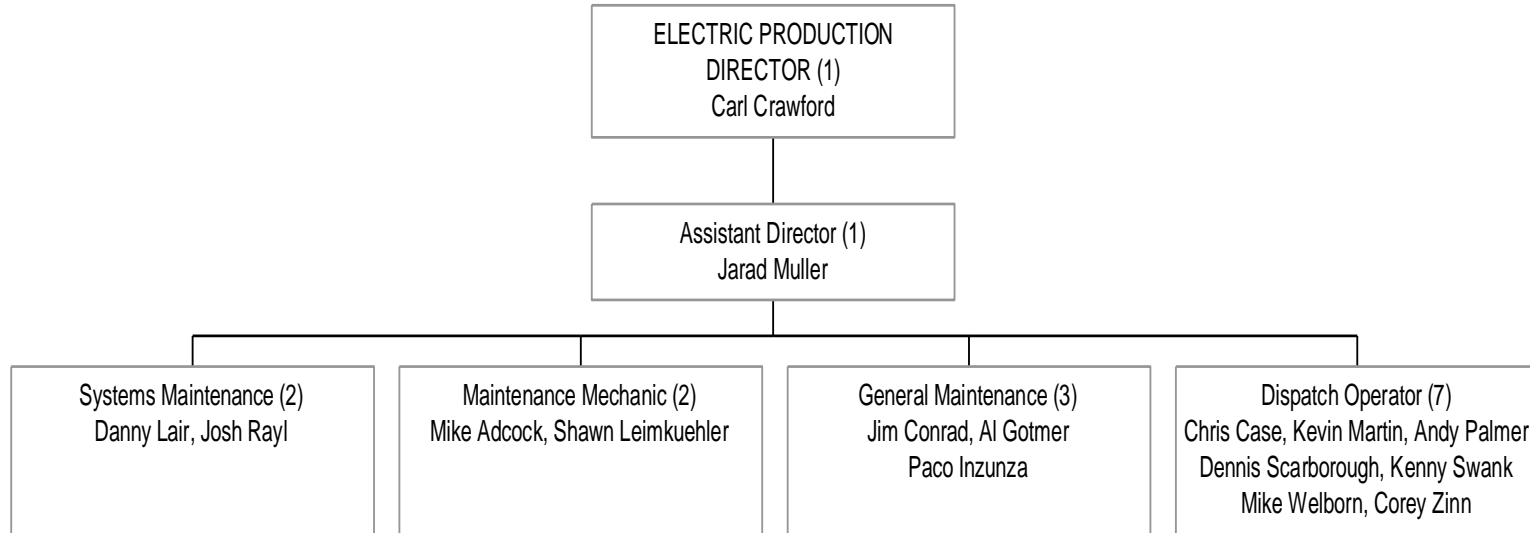 ELECTRIC PRODUCTION
DIRECTOR (1)
Carl Crawford
Assistant Director (1)
Jarad Muller
Systems Maintenance (2)
Danny Lair, Josh Rayl
Maintenance Mechanic (2)
Mike Adcock, Shawn Leimkuehler
General Maintenance (3)
Jim Conrad, Al Gotmer
Paco Inzunza
Dispatch Operator (7)
Chris Case, Kevin Martin, Andy Palmer
Dennis Scarborough, Kenny Swank
Mike Welborn, Corey Zinn